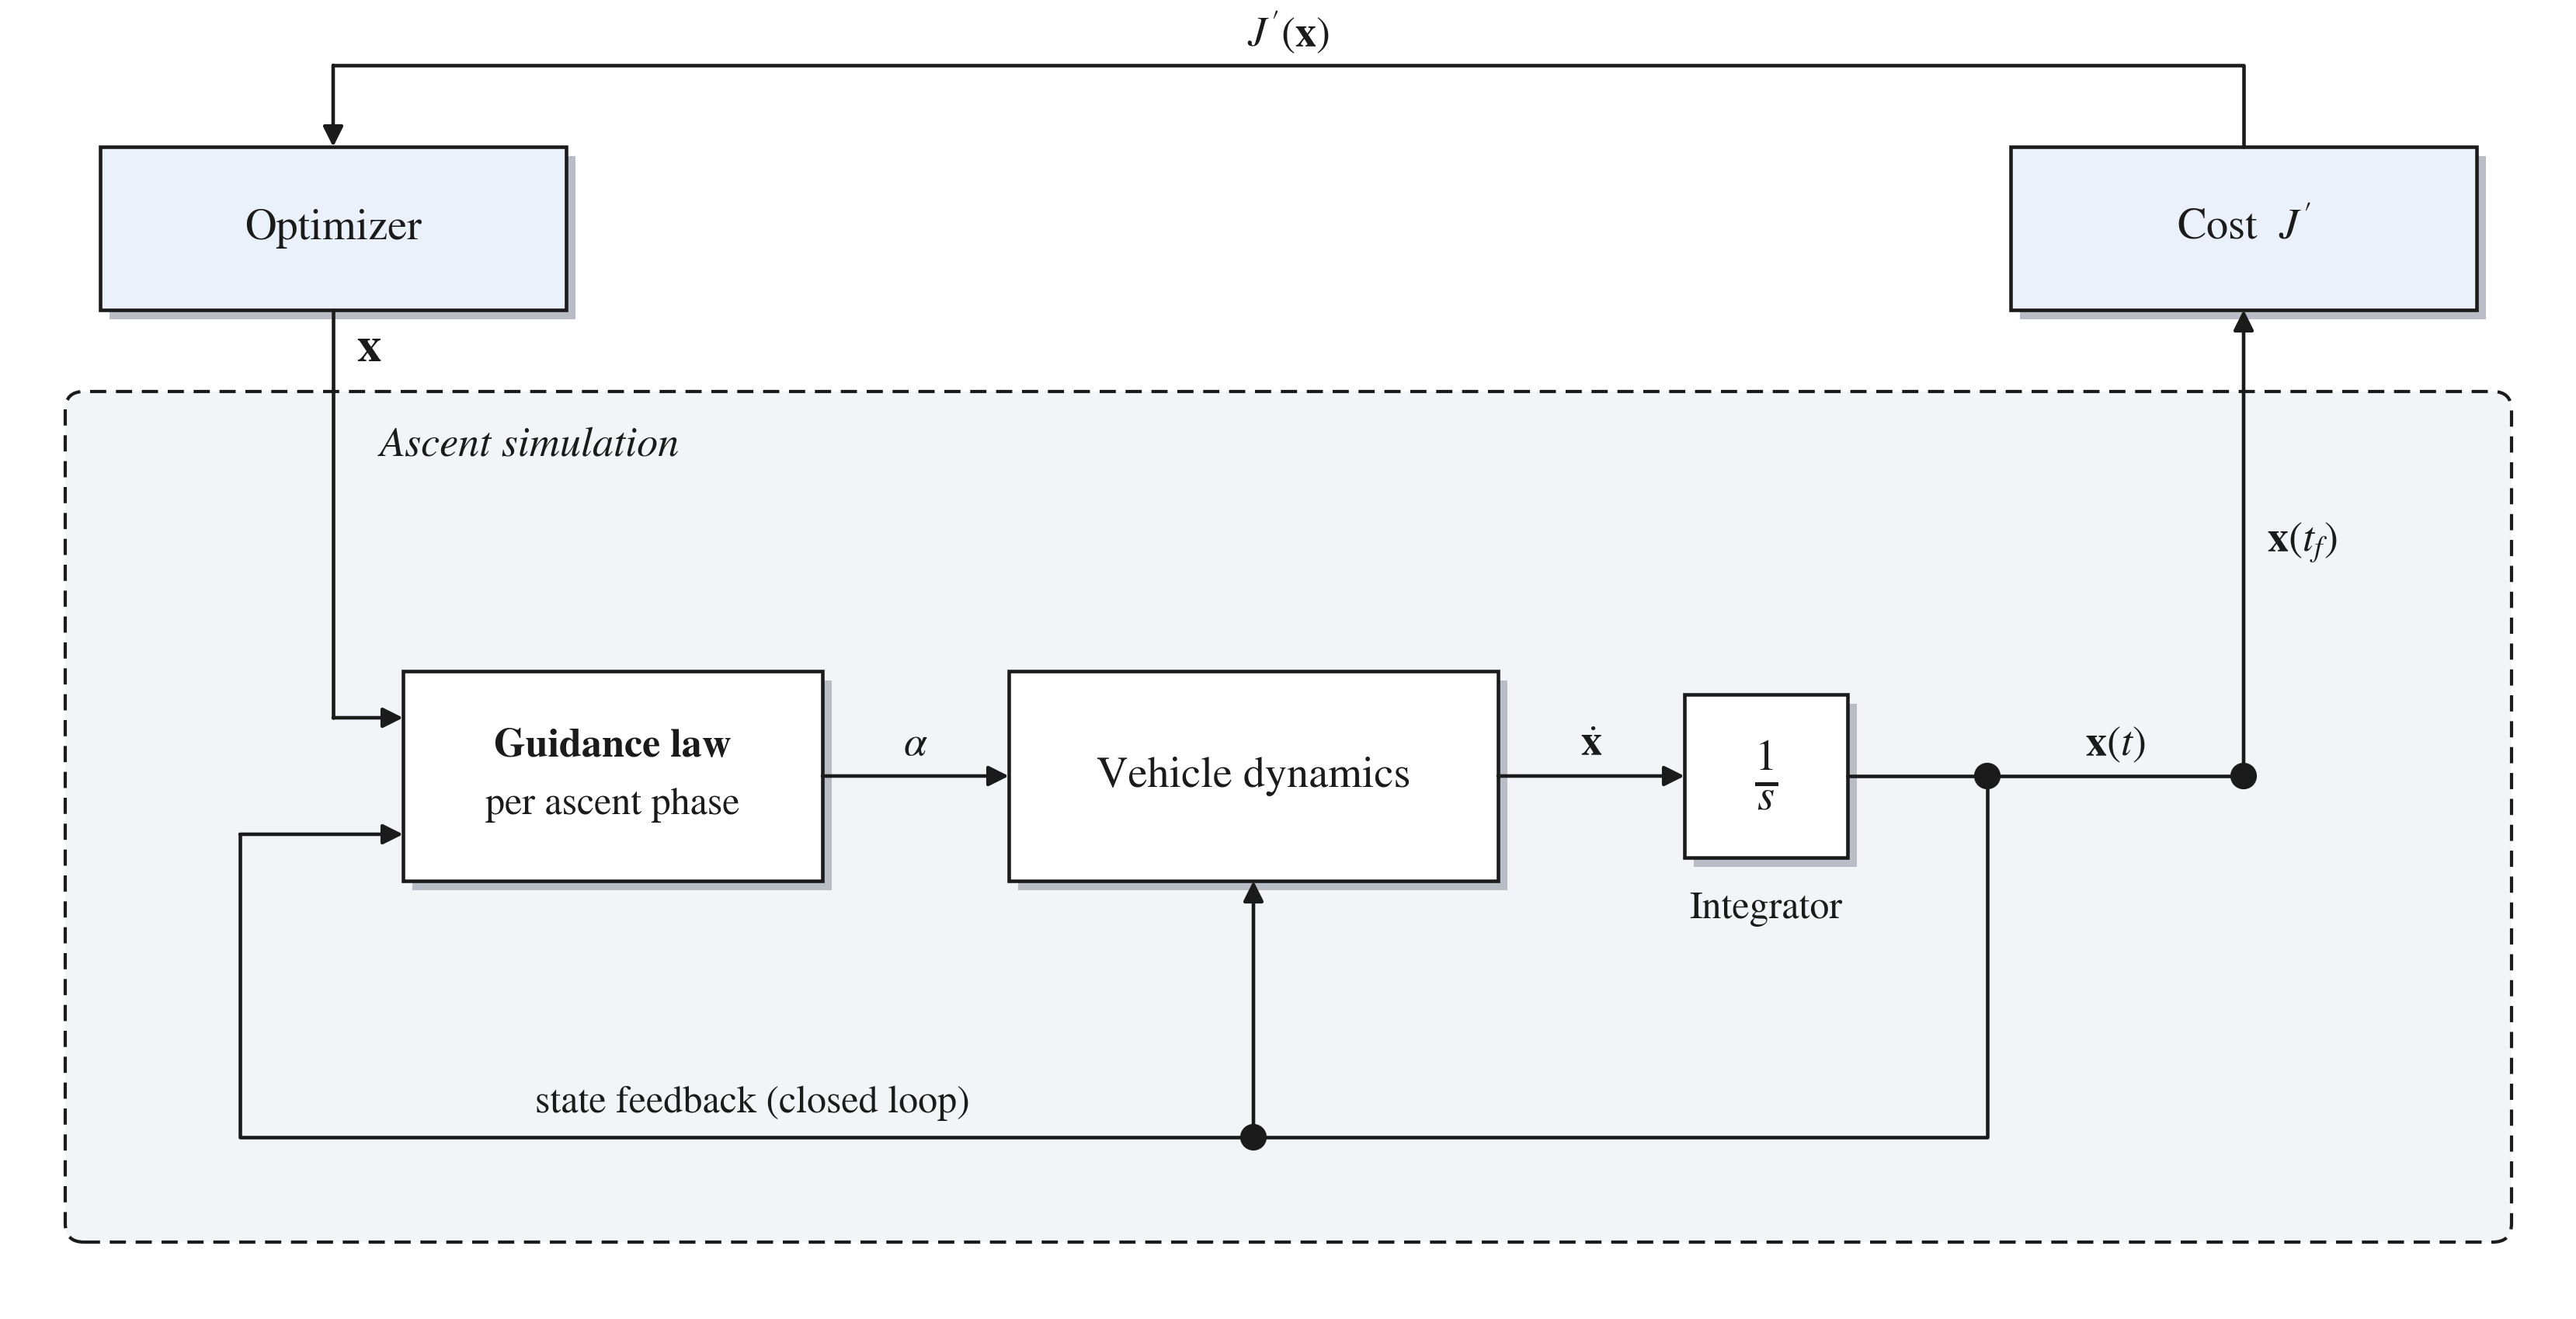 J′(x)
Optimizer
Cost J′
x
Ascent simulation
x(t_f)
Guidance law
per ascent phase
α
Vehicle dynamics
ẋ
1
s
x(t)
Integrator
state feedback (closed loop)